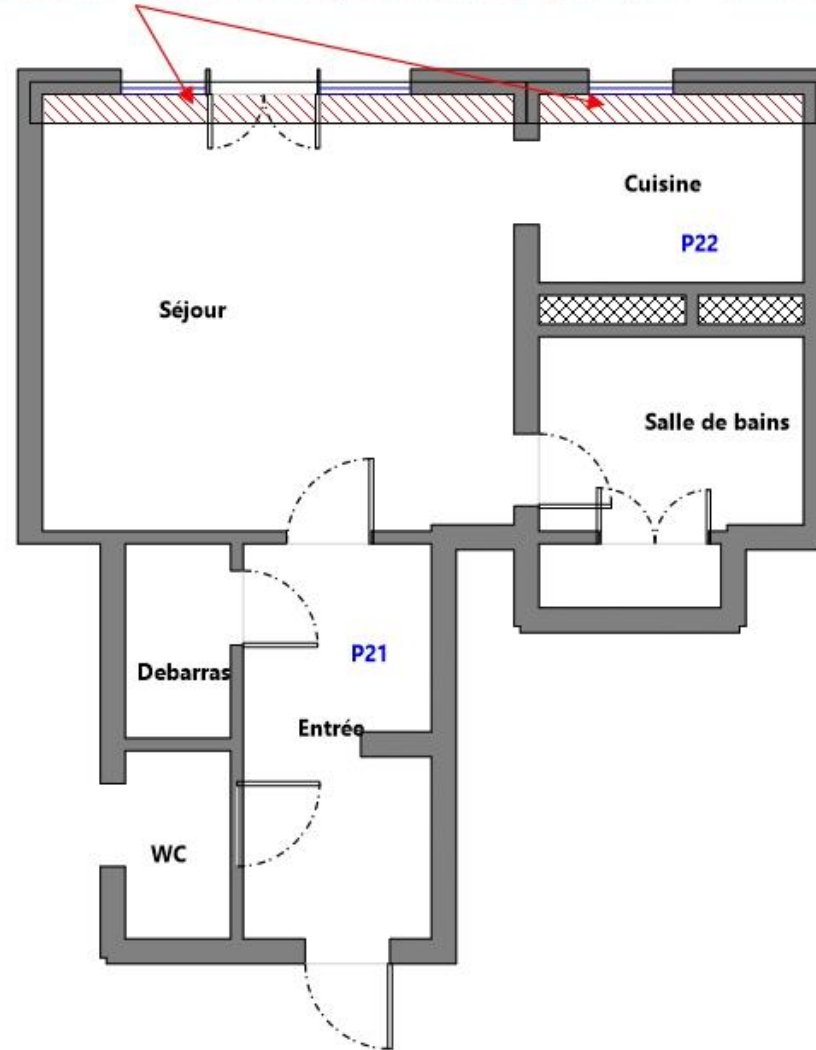 Cuisine
P22
Séjour
Salle de bains
P21
Debarras
Entrée
WC